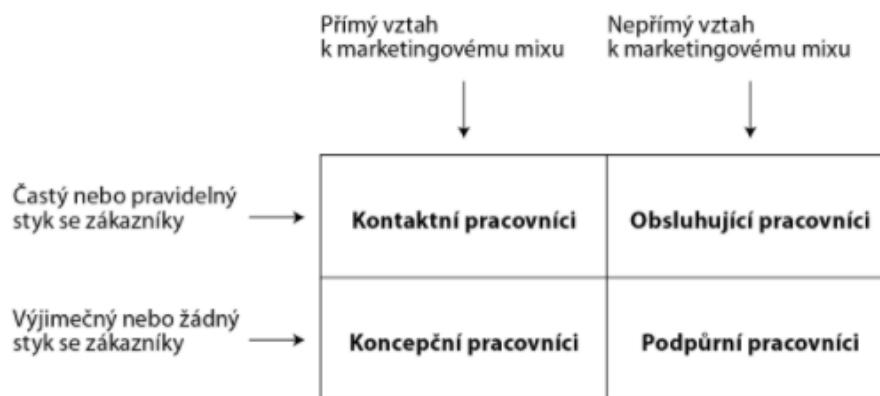 Přímý vztah
k marketingovému mixu
Nepřímý vztah
k marketingovému mixu
Častý nebo pravidelný
styk se zákazníky
Kontaktní pracovníci
Obsluhující pracovníci
Výjimečný nebo žádný
styk se zákazníky
Koncepční pracovníci
Podpůrní pracovníci